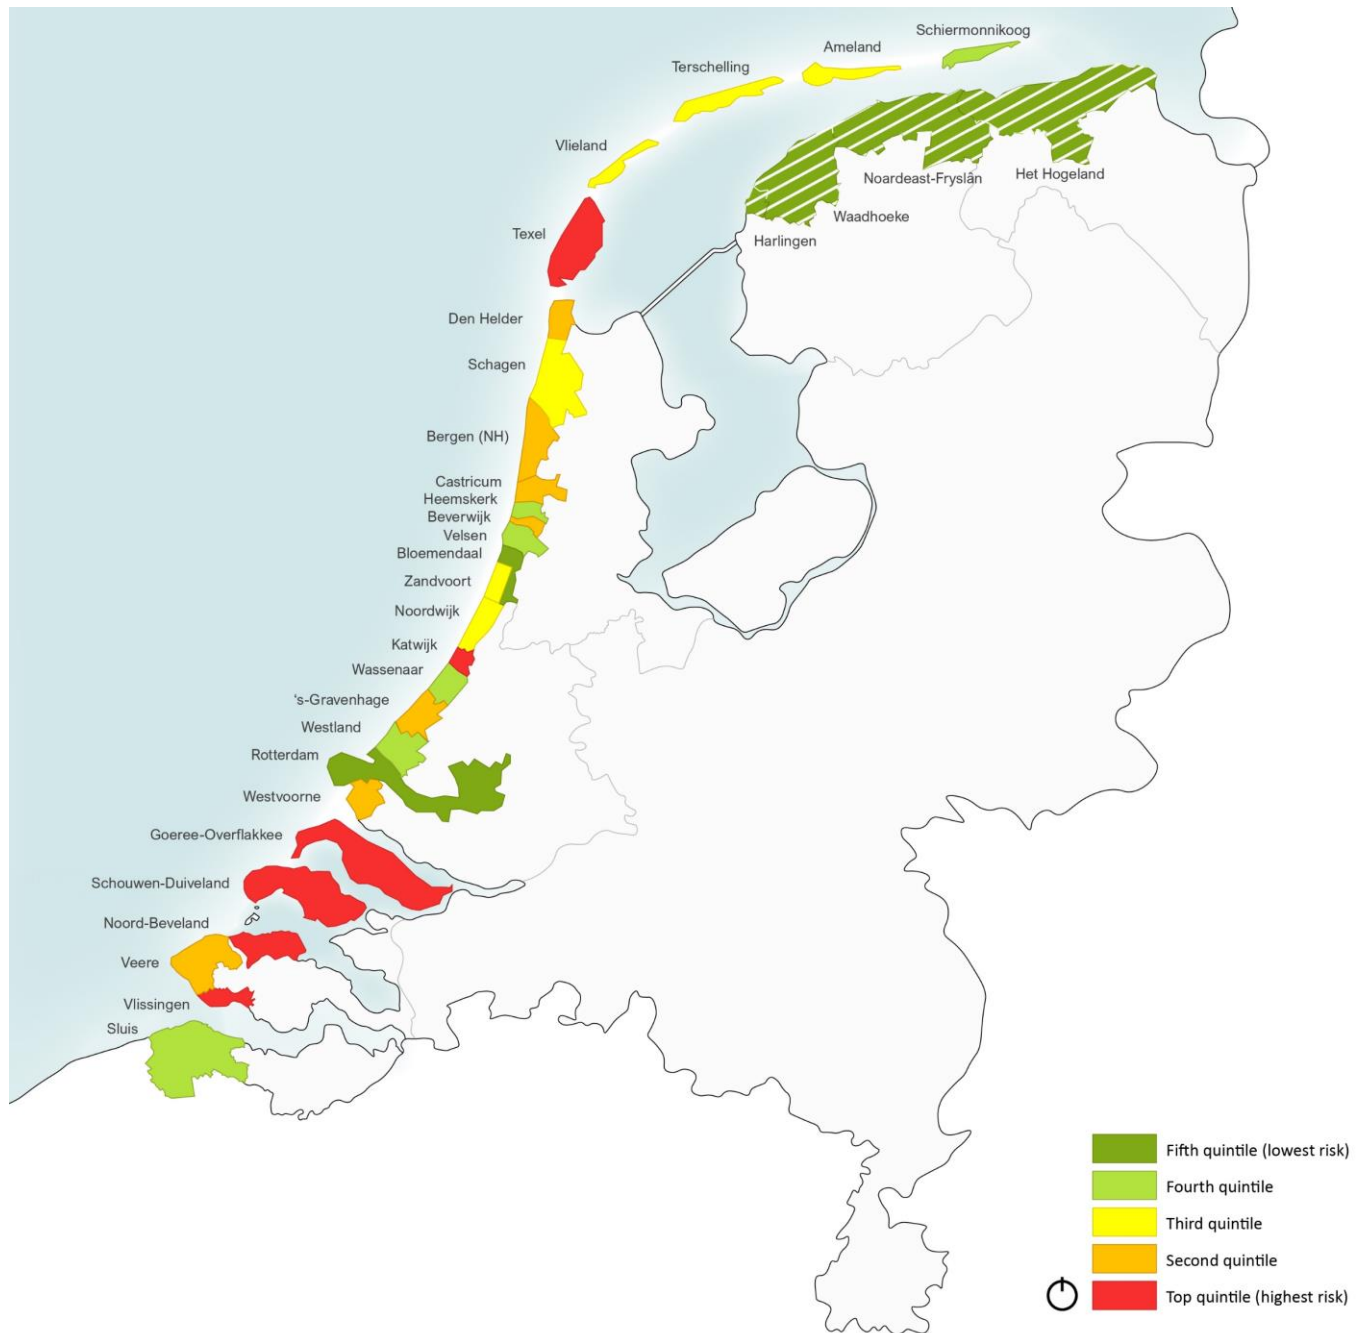 Schiermonnikoog
Ameland
Terschelling
Vlieland
Noardeast-Fryslân
Het Hogeland
Waadhoeke
Harlingen
Texel
Den Helder
Schagen
Bergen (NH)
Castricum
Heemskerk
Beverwijk
Velsen
Bloemendaal
Zandvoort
Noordwijk
Katwijk
Wassenaar
's-Gravenhage
Westland
Rotterdam
Westvoorne
Goeree-Overflakkee
Schouwen-Duiveland
Noord-Beveland
Veere
Vlissingen
Sluis
Fifth quintile (lowest risk)
Fourth quintile
Third quintile
Second quintile
Top quintile (highest risk)